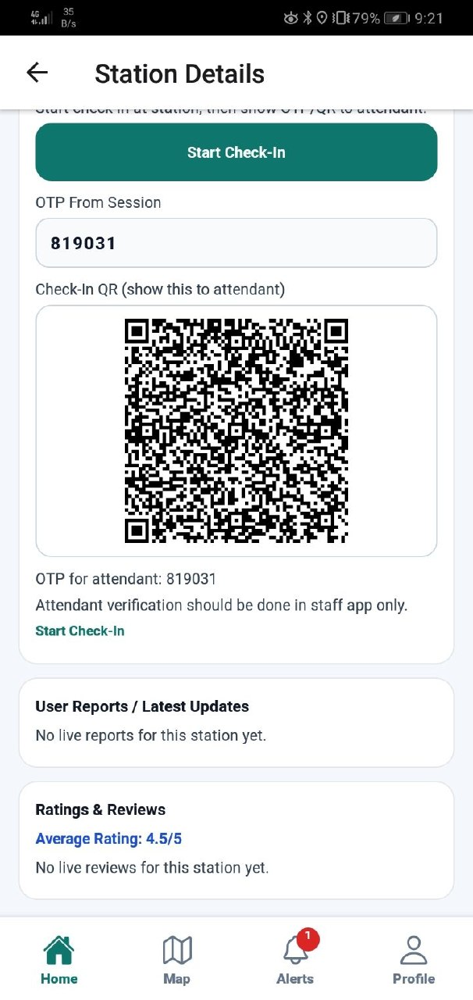 4G
35
B/s
79%
9:21
Station Details
Start check in at station, then show OTP/QR to attendant.
Start Check-In
OTP From Session
819031
Check-In QR (show this to attendant)
OTP for attendant: 819031
Attendant verification should be done in staff app only.
Start Check-In
User Reports / Latest Updates
No live reports for this station yet.
Ratings & Reviews
Average Rating: 4.5/5
No live reviews for this station yet.
1
Home
Map
Alerts
Profile